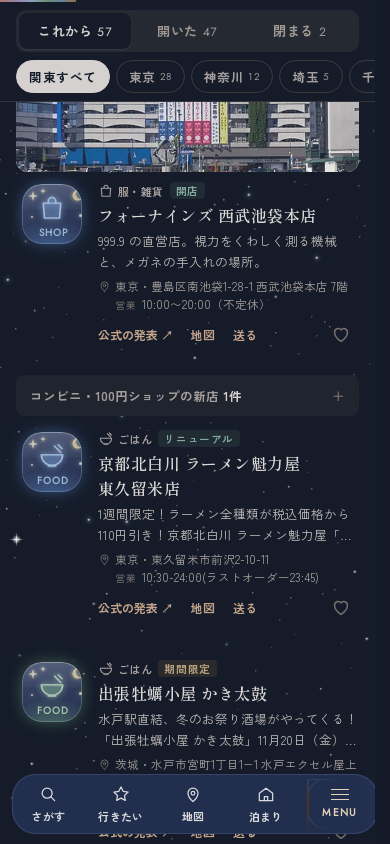 これから 57
開いた 47
閉まる 2
関東すべて
東京 28
神奈川 12
埼玉 5
千
服・雑貨 開店
SHOP
フォーナインズ 西武池袋本店
999.9 の直営店。視力をくわしく測る機械
と、メガネの手入れの場所。
東京・豊島区南池袋1-28-1 西武池袋本店 7階
営業 10:00〜20:00（不定休）
公式の発表 ↗ 地図 送る
コンビニ・100円ショップの新店 1件 +
ごはん リニューアル
FOOD
京都北白川 ラーメン魁力屋
東久留米店
1週間限定！ラーメン全種類が税込価格から
110円引き！京都北白川 ラーメン魁力屋「…
東京・東久留米市前沢2-10-11
営業 10:30-24:00(ラストオーダー23:45)
公式の発表 ↗ 地図 送る
ごはん 期間限定
FOOD
出張牡蠣小屋 かき太鼓
水戸駅直結、冬のお祭り酒場がやってくる！
「出張牡蠣小屋 かき太鼓」11月20日（金）…
茨城・水戸市宮町1丁目1−1 水戸エクセル屋上
さがす
行きたい
地図
泊まり
MENU